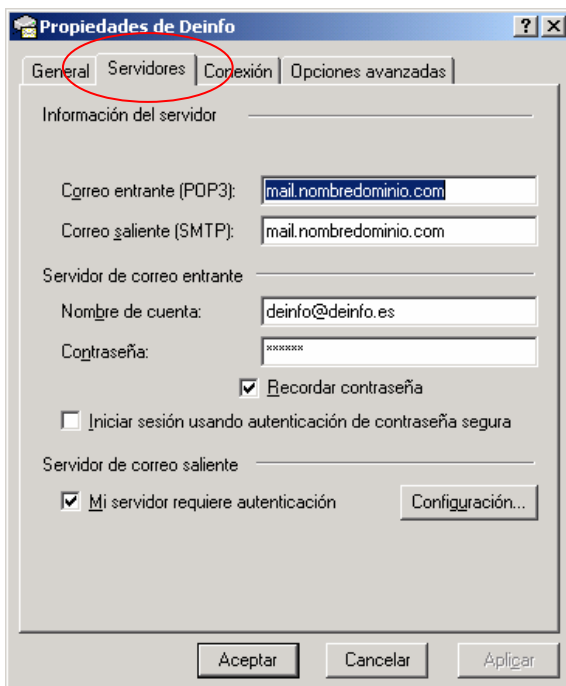 Propiedades de Deinfo
General Servidores Conexión Opciones avanzadas
Información del servidor
Correo entrante (POP3): mail.nombredominio.com
Correo saliente (SMTP): mail.nombredominio.com
Servidor de correo entrante
Nombre de cuenta: deinfo@deinfo.es
Contraseña: ××××××
Recordar contraseña
Iniciar sesión usando autenticación de contraseña segura
Servidor de correo saliente
Mi servidor requiere autenticación Configuración...
Aceptar Cancelar Aplicar